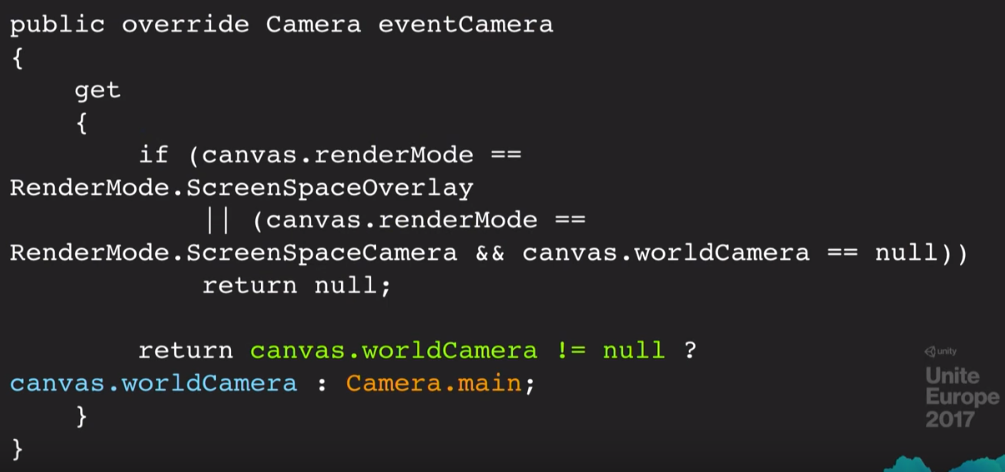 public override Camera eventCamera
{
get
{
if (canvas.renderMode ==
RenderMode.ScreenSpaceOverlay
|| (canvas.renderMode ==
RenderMode.ScreenSpaceCamera && canvas.worldCamera == null))
return null;
return canvas.worldCamera != null ?
canvas.worldCamera : Camera.main;
}
}
unity
Unite
Europe
2017